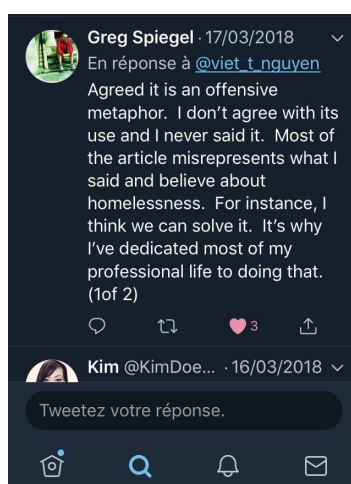 Greg Spiegel · 17/03/2018
En réponse à @viet_t_nguyen
Agreed it is an offensive
metaphor.  I don't agree with its
use and I never said it.  Most of
the article misrepresents what I
said and believe about
homelessness.  For instance, I
think we can solve it.  It's why
I've dedicated most of my
professional life to doing that.
(1of 2)
3
Kim @KimDoe... · 16/03/2018
Tweetez votre réponse.